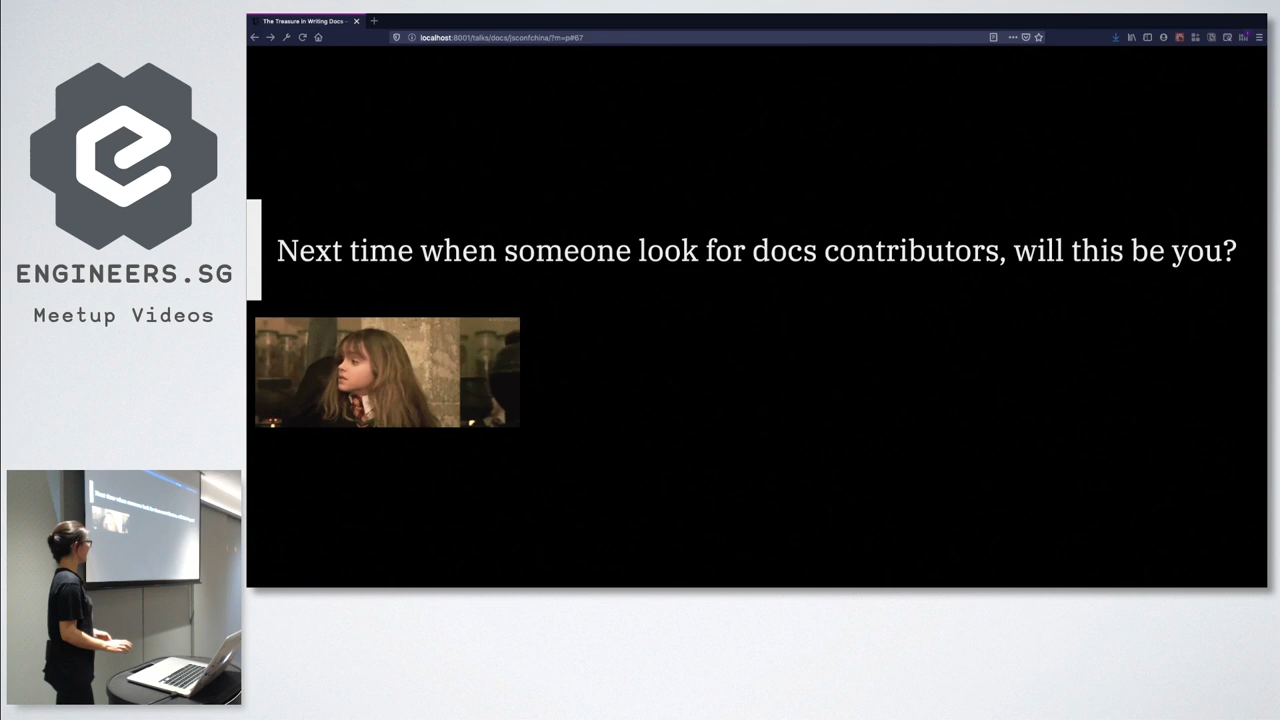 The Treasure in Writing Docs -
localhost:8001/talks/docs/jsconfchina/?m=p#67
ENGINEERS.SG
Meetup Videos
Next time when someone look for docs contributors, will this be you?